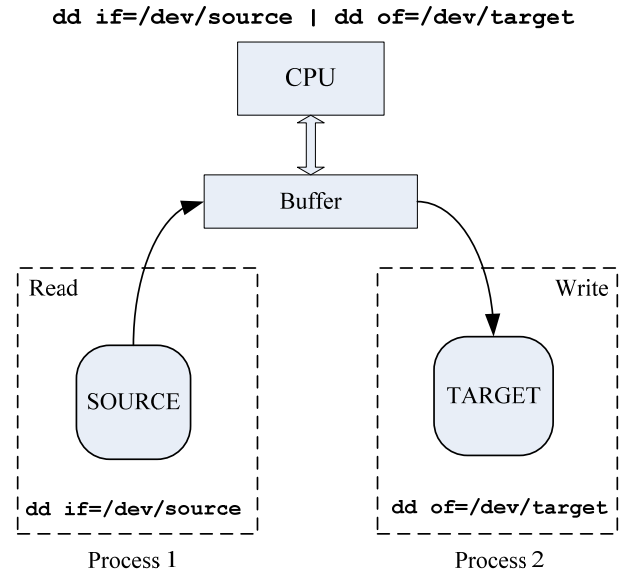 dd if=/dev/source | dd of=/dev/target
CPU
Buffer
Read
Write
SOURCE
TARGET
dd if=/dev/source
dd of=/dev/target
Process 1
Process 2